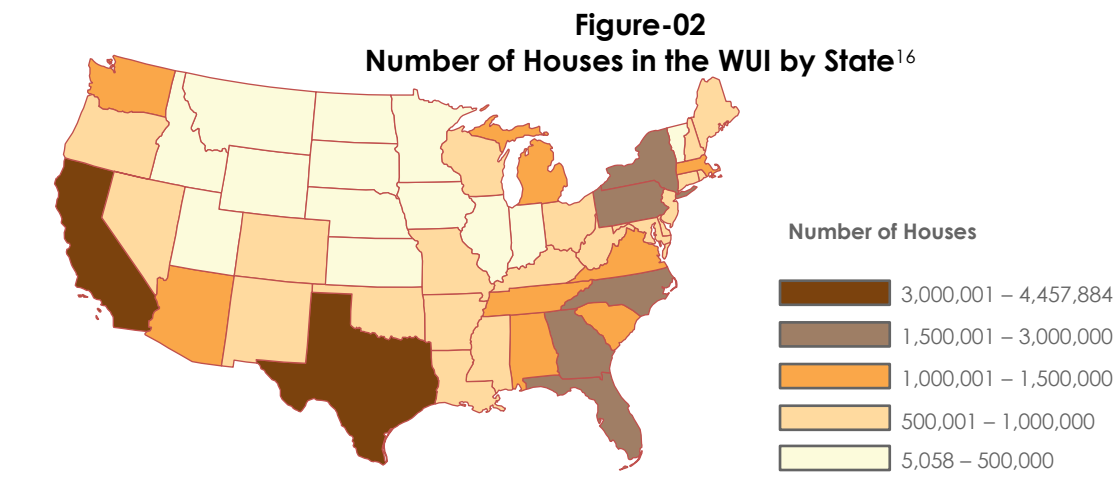 Figure-02
Number of Houses in the WUI by State16
Number of Houses
3,000,001 – 4,457,884
1,500,001 – 3,000,000
1,000,001 – 1,500,000
500,001 – 1,000,000
5,058 – 500,000